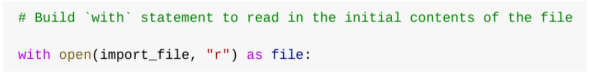 # Build `with` statement to read in the initial contents of the file
with open(import_file, "r") as file: